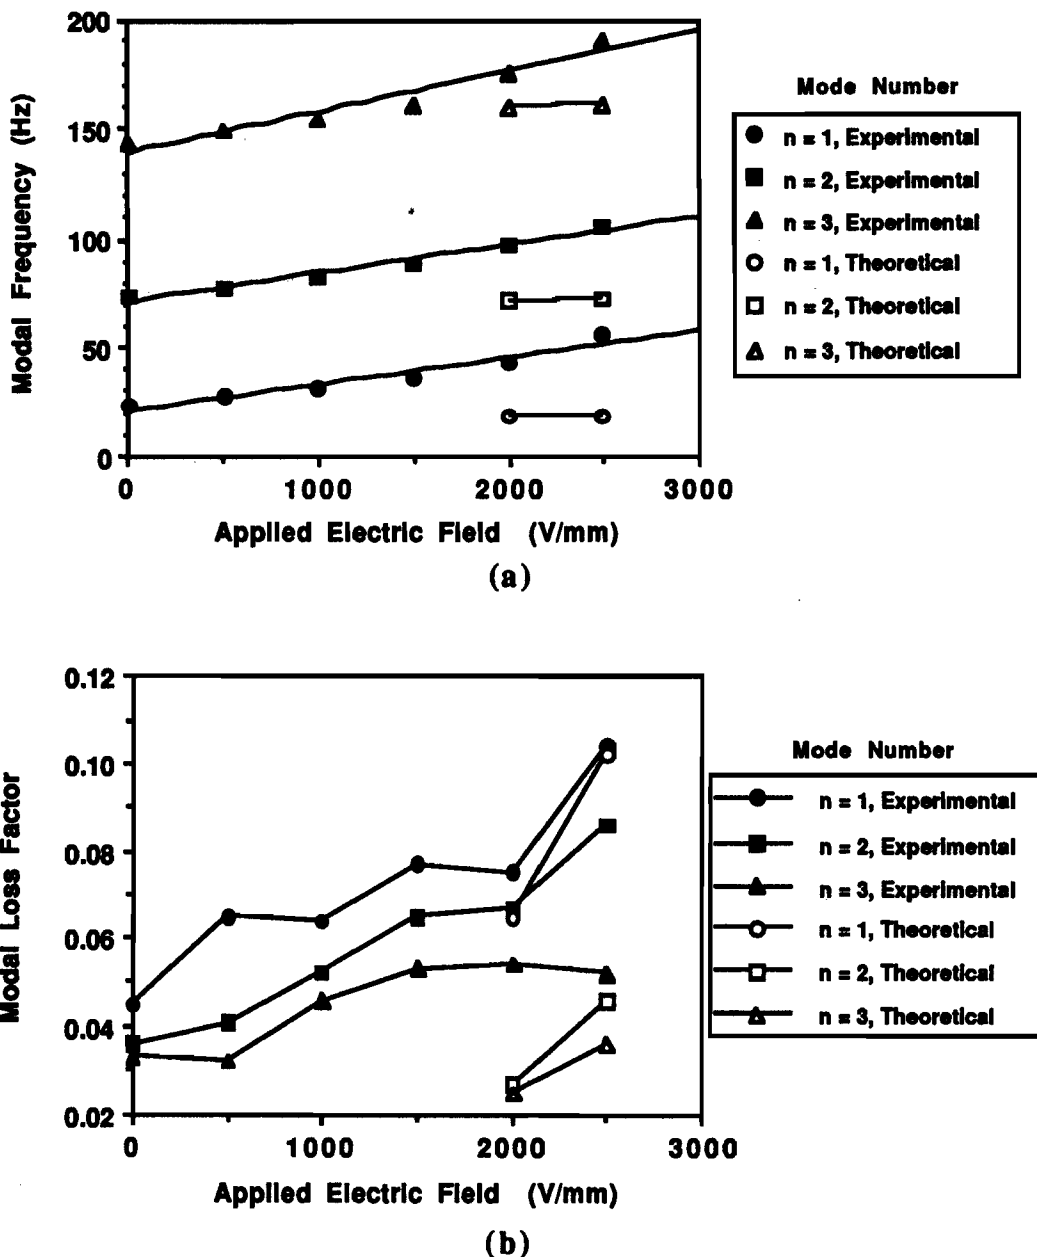 200
150
100
50
0
0 1000 2000 3000
Modal Frequency (Hz)
Applied Electric Field (V/mm)
Mode Number
n = 1, Experimental
n = 2, Experimental
n = 3, Experimental
n = 1, Theoretical
n = 2, Theoretical
n = 3, Theoretical
(a)
0.12
0.10
0.08
0.06
0.04
0.02
0 1000 2000 3000
Modal Loss Factor
Applied Electric Field (V/mm)
Mode Number
n = 1, Experimental
n = 2, Experimental
n = 3, Experimental
n = 1, Theoretical
n = 2, Theoretical
n = 3, Theoretical
(b)